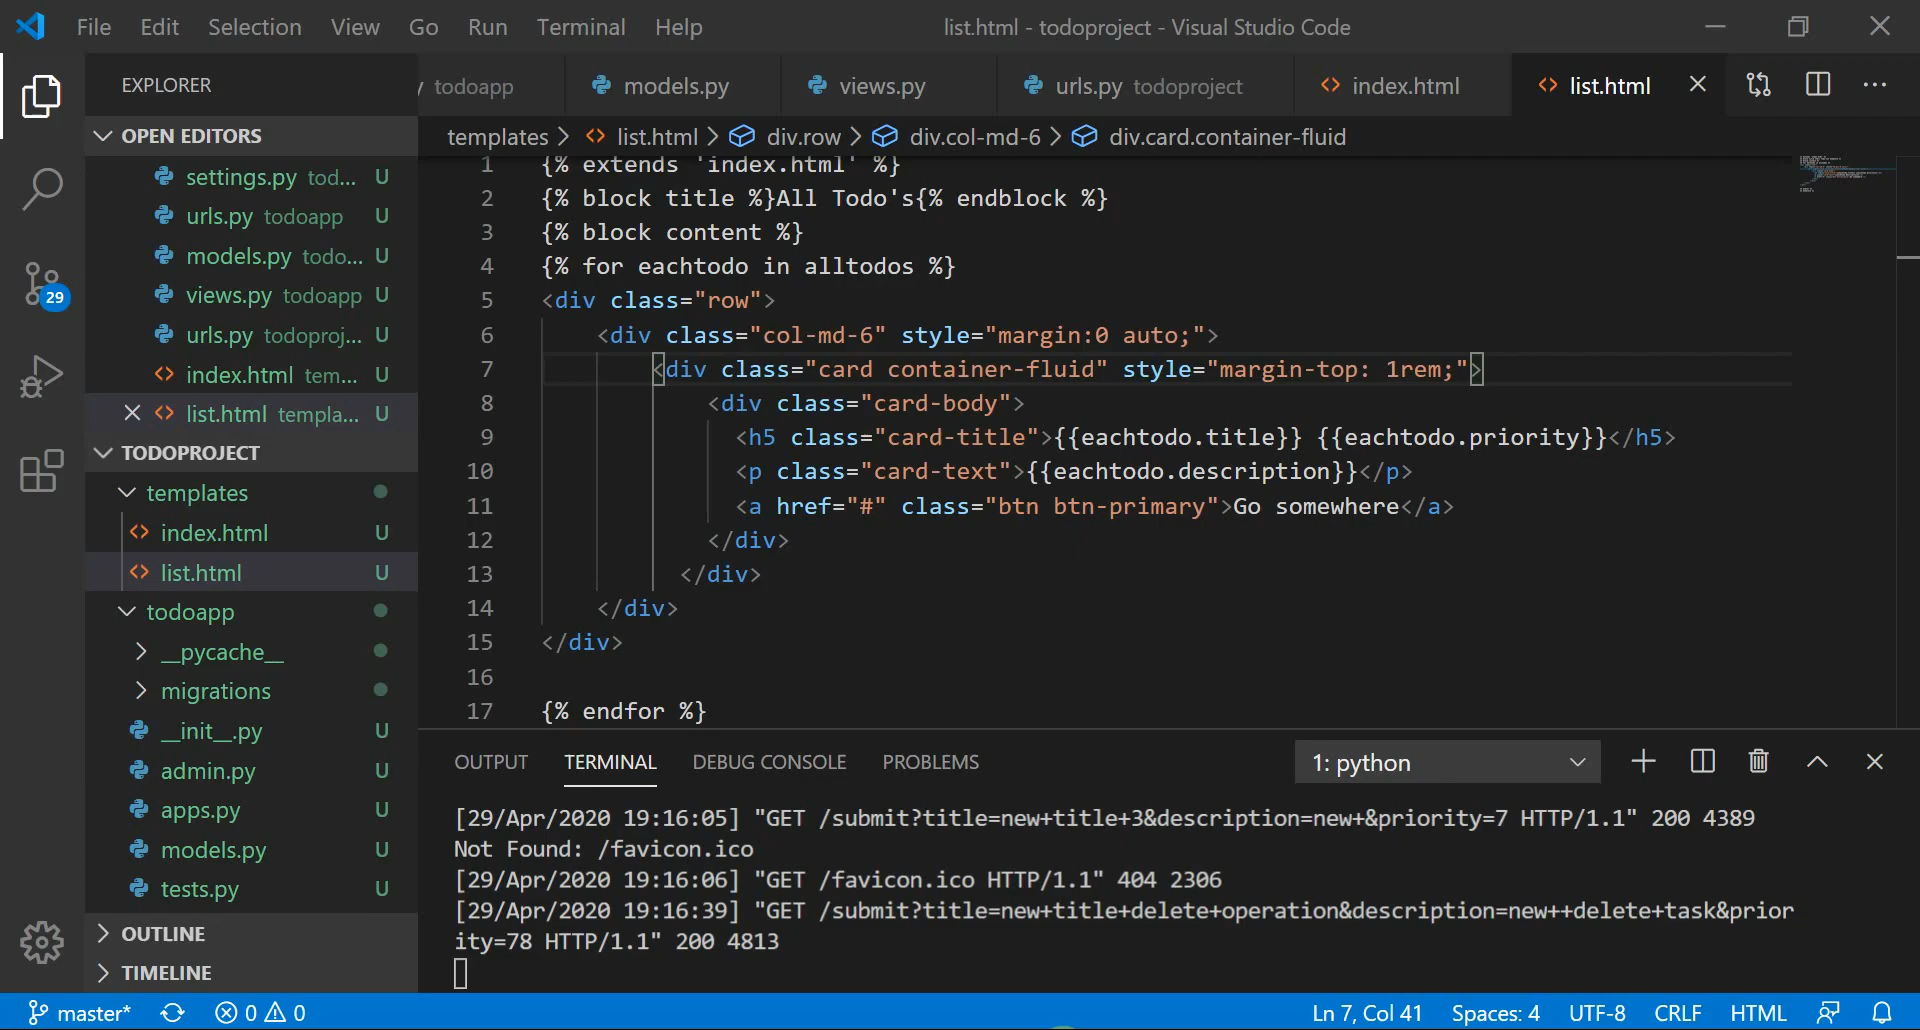 File Edit Selection View Go Run Terminal Help
list.html - todoproject - Visual Studio Code
EXPLORER
OPEN EDITORS
settings.py tod... U
urls.py todoapp U
models.py todo... U
views.py todoapp U
urls.py todoproj... U
index.html tem... U
list.html templa... U
TODOPROJECT
templates
index.html U
list.html U
todoapp
__pycache__
migrations
__init__.py U
admin.py U
apps.py U
models.py U
tests.py U
OUTLINE
TIMELINE
29
todoapp models.py views.py urls.py todoproject index.html list.html
templates list.html div.row div.col-md-6 div.card.container-fluid
1 {% extends 'index.html' %}
2 {% block title %}All Todo's{% endblock %}
3 {% block content %}
4 {% for eachtodo in alltodos %}
5 <div class="row">
6 <div class="col-md-6" style="margin:0 auto;">
7 <div class="card container-fluid" style="margin-top: 1rem;">
8 <div class="card-body">
9 <h5 class="card-title">{{eachtodo.title}} {{eachtodo.priority}}</h5>
10 <p class="card-text">{{eachtodo.description}}</p>
11 <a href="#" class="btn btn-primary">Go somewhere</a>
12 </div>
13 </div>
14 </div>
15 </div>
16
17 {% endfor %}
OUTPUT TERMINAL DEBUG CONSOLE PROBLEMS 1: python
[29/Apr/2020 19:16:05] "GET /submit?title=new+title+3&description=new+&priority=7 HTTP/1.1" 200 4389
Not Found: /favicon.ico
[29/Apr/2020 19:16:06] "GET /favicon.ico HTTP/1.1" 404 2306
[29/Apr/2020 19:16:39] "GET /submit?title=new+title+delete+operation&description=new++delete+task&prior
ity=78 HTTP/1.1" 200 4813
master* 0 0 Ln 7, Col 41 Spaces: 4 UTF-8 CRLF HTML